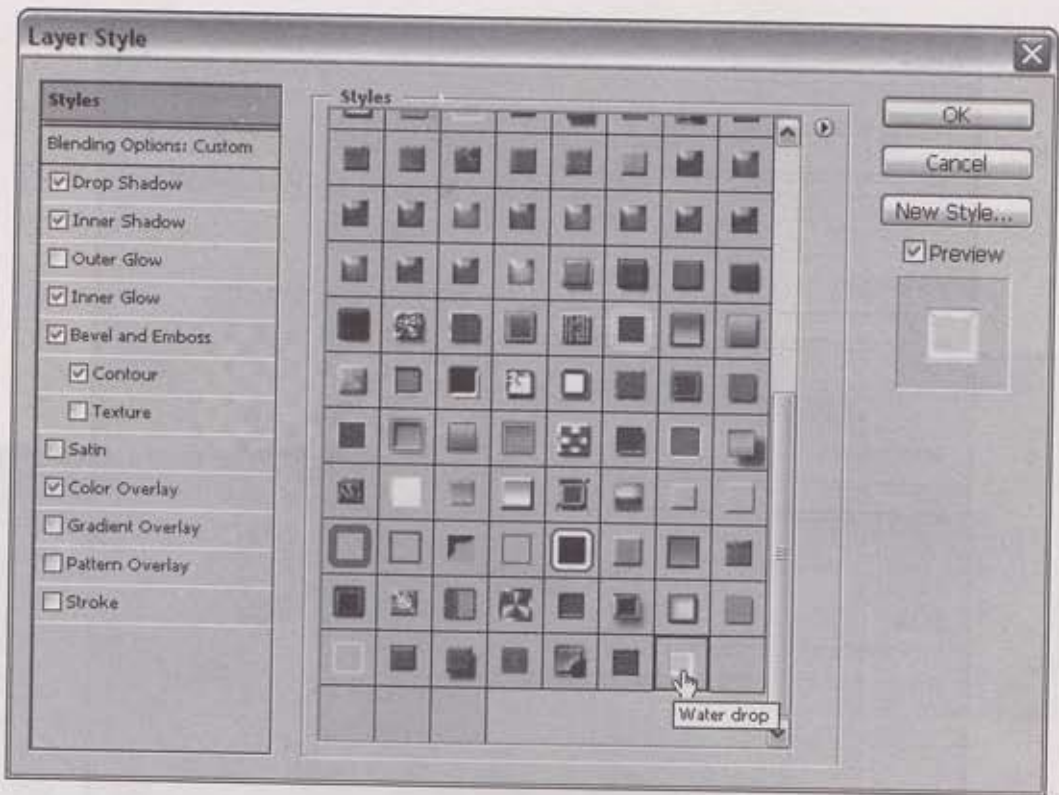 Layer Style
Styles
Blending Options: Custom
Drop Shadow
Inner Shadow
Outer Glow
Inner Glow
Bevel and Emboss
Contour
Texture
Satin
Color Overlay
Gradient Overlay
Pattern Overlay
Stroke
Styles
Water drop
OK
Cancel
New Style...
Preview